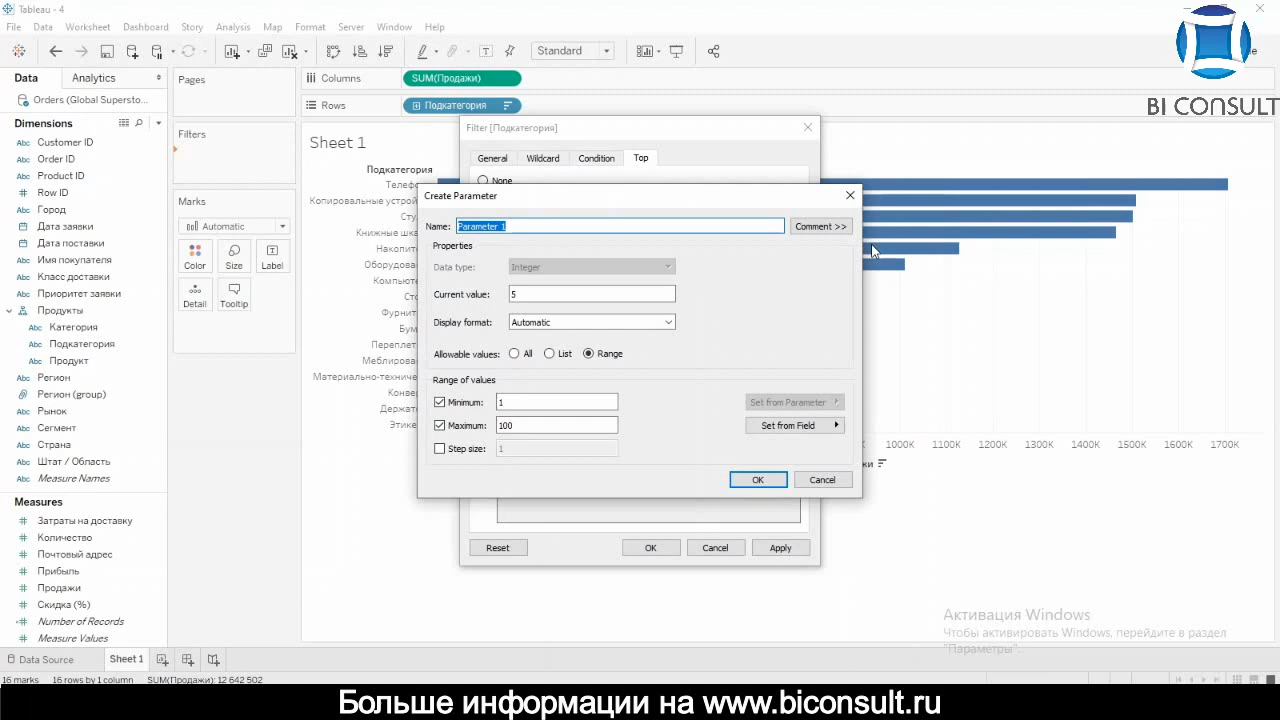 Tableau - 4
File Data Worksheet Dashboard Story Analysis Map Format Server Window Help
Standard
BI CONSULT
Data Analytics
Orders (Global Supersto...
Dimensions
Customer ID
Order ID
Product ID
Row ID
Город
Дата заявки
Дата поставки
Имя покупателя
Класс доставки
Приоритет заявки
Продукты
Категория
Подкатегория
Продукт
Регион
Регион (group)
Рынок
Сегмент
Страна
Штат / Область
Measure Names
Measures
Затраты на доставку
Количество
Почтовый адрес
Прибыль
Продажи
Скидка (%)
Number of Records
Measure Values
Pages
Filters
Marks
Automatic
Color Size Label
Detail Tooltip
Columns SUM(Продажи)
Rows Подкатегория
Sheet 1
Подкатегория
Телефо
Копировальные устрой
Сту
Книжные шка
Накопите
Оборудова
Компьюте
Сто
Фурнит
Бум
Переплет
Меблирован
Материально-техниче
Конвер
Держат
Этике
Filter [Подкатегория]
General Wildcard Condition Top
None
Create Parameter
Name: Parameter 1 Comment >>
Properties
Data type: Integer
Current value: 5
Display format: Automatic
Allowable values: All List Range
Range of values
Minimum: 1 Set from Parameter
Maximum: 100 Set from Field
Step size: 1
OK Cancel
Reset OK Cancel Apply
1000K 1100K 1200K 1300K 1400K 1500K 1600K 1700K
жи
Активация Windows
Чтобы активировать Windows, перейдите в раздел
"Параметры".
Data Source Sheet 1
16 marks 16 rows by 1 column SUM(Продажи): 12 642 502
Больше информации на www.biconsult.ru